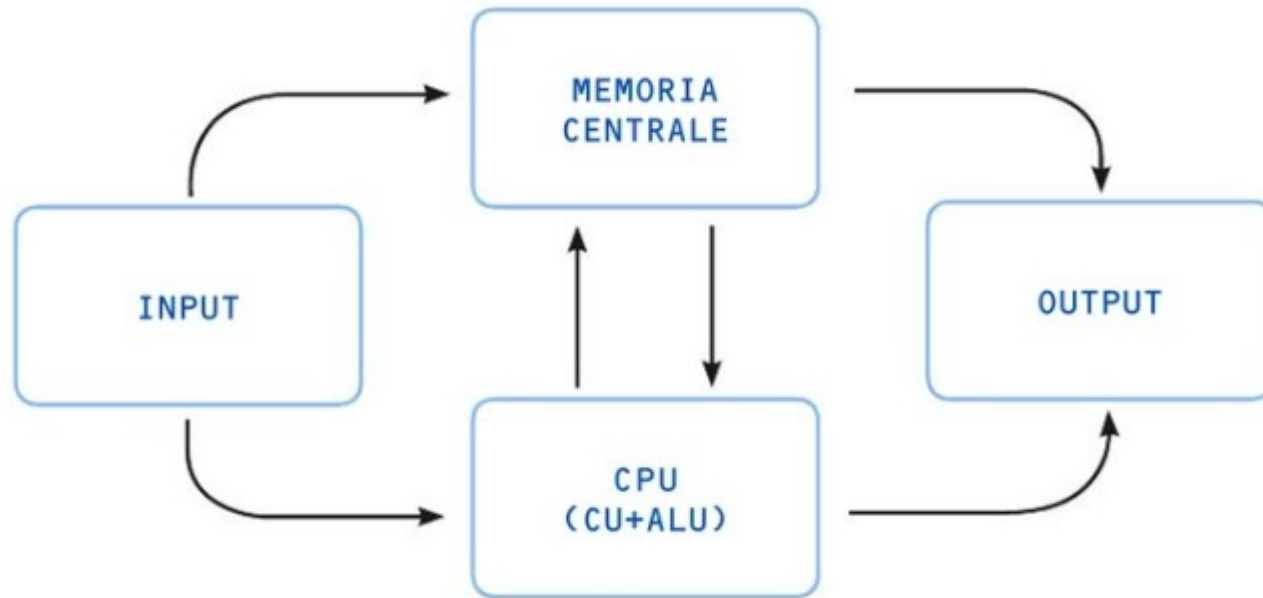 MEMORIA
CENTRALE
INPUT
OUTPUT
CPU
(CU+ALU)